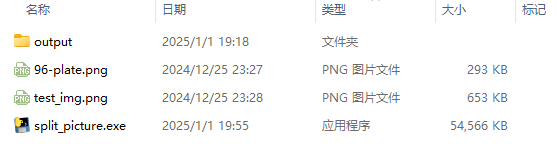 名称 日期 类型 大小 标记
output 2025/1/1 19:18 文件夹
96-plate.png 2024/12/25 23:27 PNG 图片文件 293 KB
test_img.png 2024/12/25 23:28 PNG 图片文件 653 KB
split_picture.exe 2025/1/1 19:55 应用程序 54,566 KB